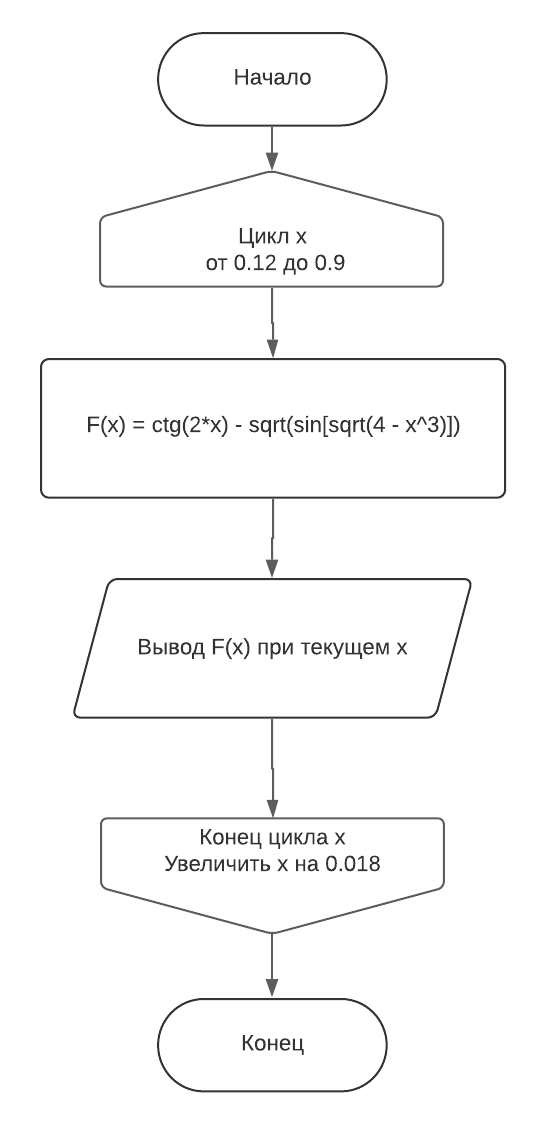 Начало
Цикл x
от 0.12 до 0.9
F(x) = ctg(2*x) - sqrt(sin[sqrt(4 - x^3)])
Вывод F(x) при текущем x
Конец цикла x
Увеличить x на 0.018
Конец